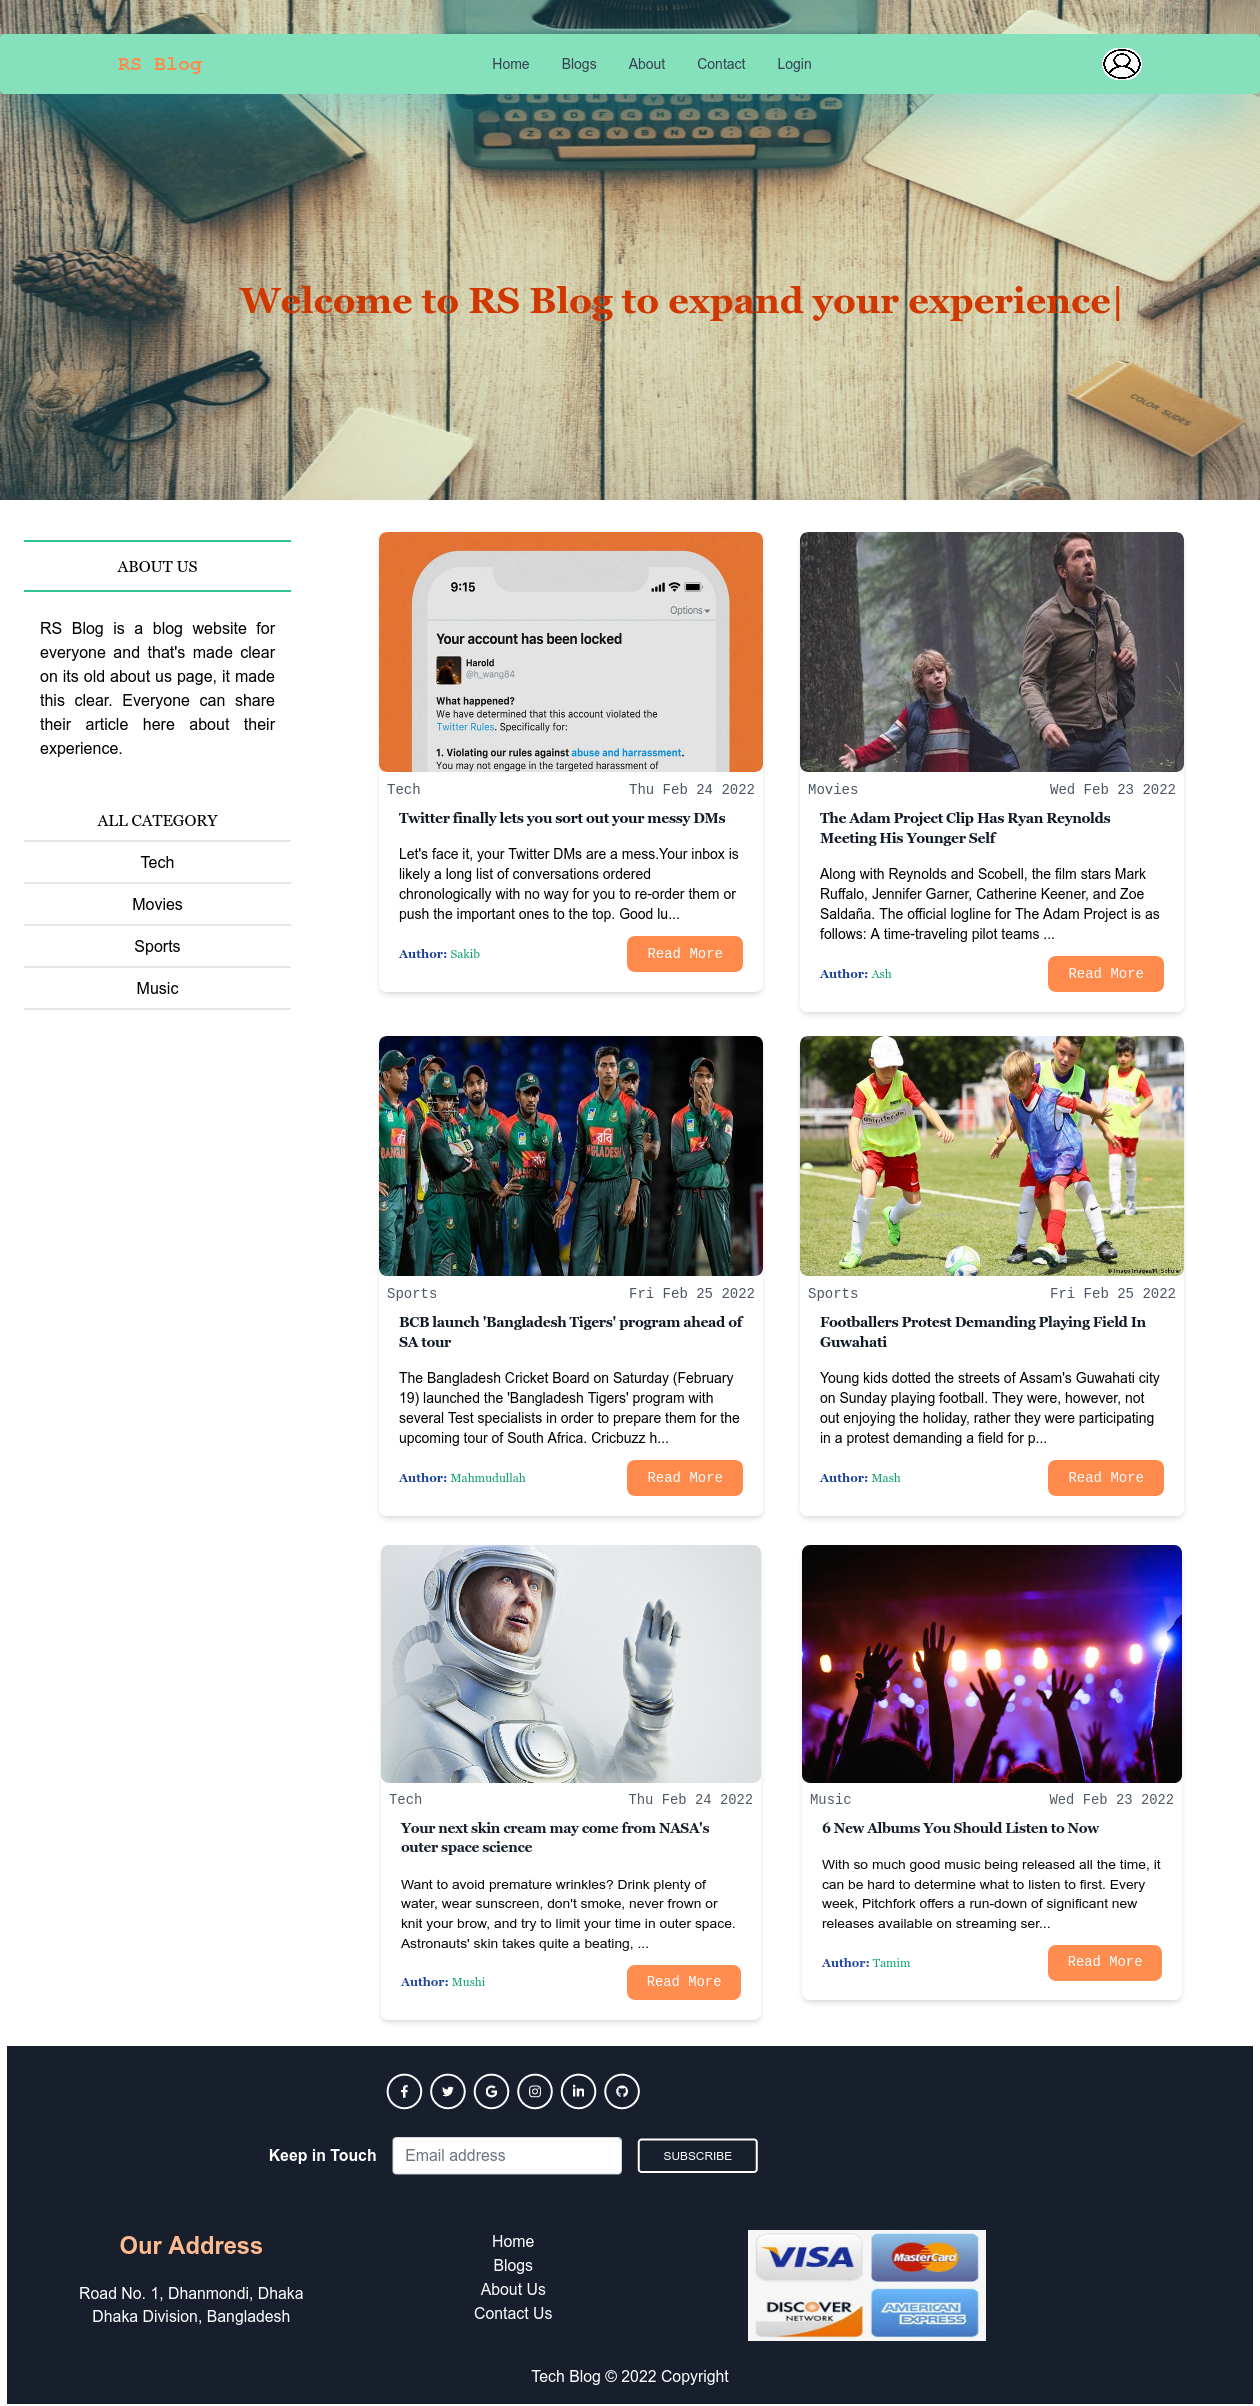 RS Blog
Home Blogs About Contact Login
A S D F G H J K L
Welcome to RS Blog to expand your experience|
COLOR SLIDES
ABOUT US
RS Blog is a blog website for
everyone and that's made clear
on its old about us page, it made
this clear. Everyone can share
their article here about their
experience.
ALL CATEGORY
Tech
Movies
Sports
Music
9:15
Options
Your account has been locked
Harold
@h_wang84
What happened?
We have determined that this account violated the
Twitter Rules. Specifically for:
1. Violating our rules against abuse and harrassment.
You may not engage in the targeted harassment of
Tech Thu Feb 24 2022
Twitter finally lets you sort out your messy DMs
Let's face it, your Twitter DMs are a mess.Your inbox is
likely a long list of conversations ordered
chronologically with no way for you to re-order them or
push the important ones to the top. Good lu...
Author: Sakib
Read More
Movies Wed Feb 23 2022
The Adam Project Clip Has Ryan Reynolds
Meeting His Younger Self
Along with Reynolds and Scobell, the film stars Mark
Ruffalo, Jennifer Garner, Catherine Keener, and Zoe
Saldaña. The official logline for The Adam Project is as
follows: A time-traveling pilot teams ...
Author: Ash
Read More
রবি
রবি
রবি
Sports Fri Feb 25 2022
BCB launch 'Bangladesh Tigers' program ahead of
SA tour
The Bangladesh Cricket Board on Saturday (February
19) launched the 'Bangladesh Tigers' program with
several Test specialists in order to prepare them for the
upcoming tour of South Africa. Cricbuzz h...
Author: Mahmudullah
Read More
Sports Fri Feb 25 2022
Footballers Protest Demanding Playing Field In
Guwahati
Young kids dotted the streets of Assam's Guwahati city
on Sunday playing football. They were, however, not
out enjoying the holiday, rather they were participating
in a protest demanding a field for p...
Author: Mash
Read More
Tech Thu Feb 24 2022
Your next skin cream may come from NASA's
outer space science
Want to avoid premature wrinkles? Drink plenty of
water, wear sunscreen, don't smoke, never frown or
knit your brow, and try to limit your time in outer space.
Astronauts' skin takes quite a beating, ...
Author: Mushi
Read More
Music Wed Feb 23 2022
6 New Albums You Should Listen to Now
With so much good music being released all the time, it
can be hard to determine what to listen to first. Every
week, Pitchfork offers a run-down of significant new
releases available on streaming ser...
Author: Tamim
Read More
Keep in Touch Email address SUBSCRIBE
Our Address
Road No. 1, Dhanmondi, Dhaka
Dhaka Division, Bangladesh
Home
Blogs
About Us
Contact Us
VISA MasterCard
DISCOVER
NETWORK
AMERICAN
EXPRESS
Tech Blog © 2022 Copyright